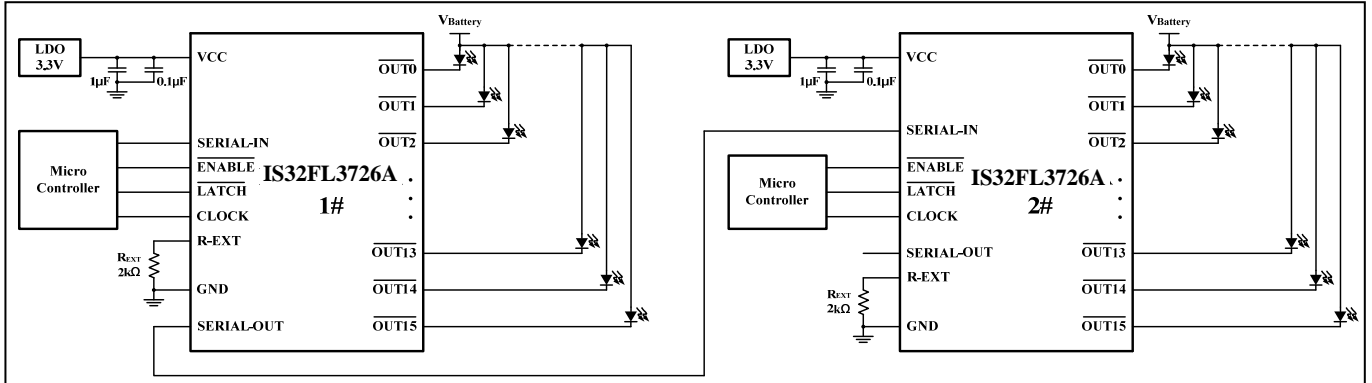 VBattery
LDO
3.3V
1µF
0.1µF
VCC
OUT0
OUT1
SERIAL-IN
OUT2
Micro
Controller
ENABLE
LATCH
CLOCK
IS32FL3726A
1#
R-EXT
REXT
2kΩ
OUT13
GND
OUT14
SERIAL-OUT
OUT15
VBattery
LDO
3.3V
1µF
0.1µF
VCC
OUT0
OUT1
SERIAL-IN
OUT2
Micro
Controller
ENABLE
LATCH
CLOCK
IS32FL3726A
2#
SERIAL-OUT
OUT13
R-EXT
REXT
2kΩ
OUT14
GND
OUT15